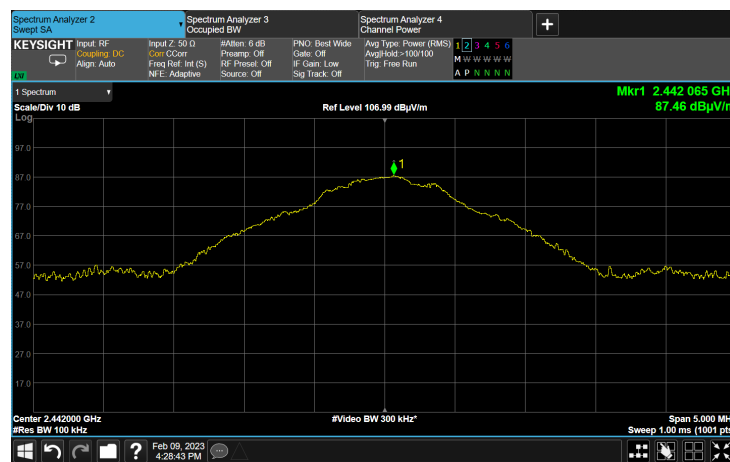 Spectrum Analyzer 2
Swept SA
Spectrum Analyzer 3
Occupied BW
Spectrum Analyzer 4
Channel Power
KEYSIGHT
Input: RF
Coupling: DC
Align: Auto
Input Z: 50 Ω
Corr CCorr
Freq Ref: Int (S)
NFE: Adaptive
#Atten: 6 dB
Preamp: Off
RF Presel: Off
Source: Off
PNO: Best Wide
Gate: Off
IF Gain: Low
Sig Track: Off
Avg Type: Power (RMS)
Avg|Hold:>100/100
Trig: Free Run
1 2 3 4 5 6
M W W W W W
A P N N N N
LXI
1 Spectrum
Scale/Div 10 dB
Log
Ref Level 106.99 dBµV/m
Mkr1 2.442 065 GH
87.46 dBµV/m
97.0
87.0
77.0
67.0
57.0
47.0
37.0
27.0
17.0
1
Center 2.442000 GHz
#Res BW 100 kHz
#Video BW 300 kHz*
Span 5.000 MH
Sweep 1.00 ms (1001 pts
?
Feb 09, 2023
4:28:43 PM